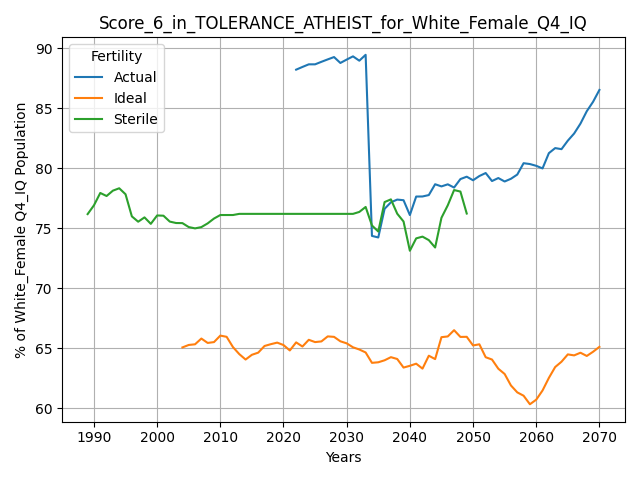 Score_6_in_TOLERANCE_ATHEIST_for_White_Female_Q4_IQ
% of White_Female Q4_IQ Population
90
85
80
75
70
65
60
Fertility
Actual
Ideal
Sterile
1990 2000 2010 2020 2030 2040 2050 2060 2070
Years